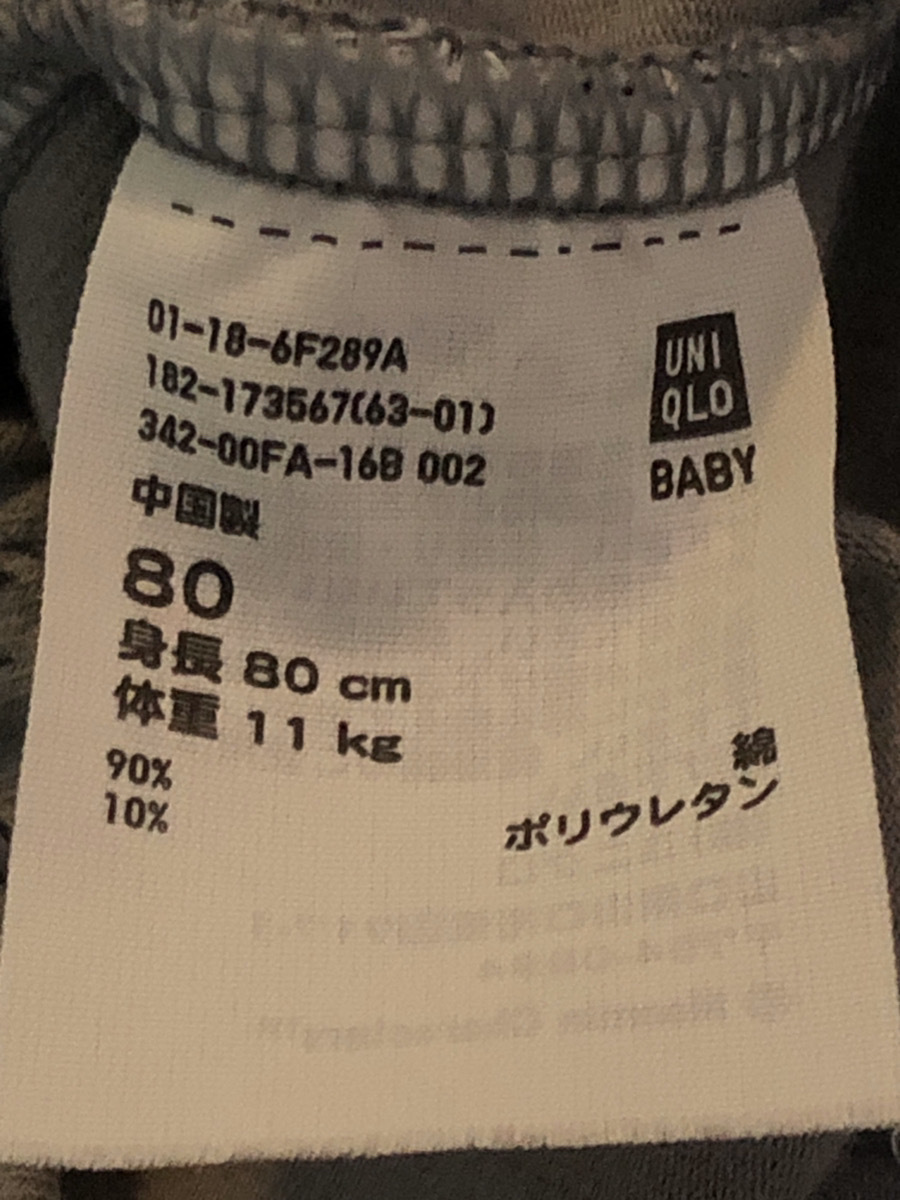 01-18-6F289A
182-173567(63-01)
342-00FA-16B 002
UNI
QLO
BABY
中国製
80
身長 80 cm
体重 11 kg
90% 綿
10% ポリウレタン